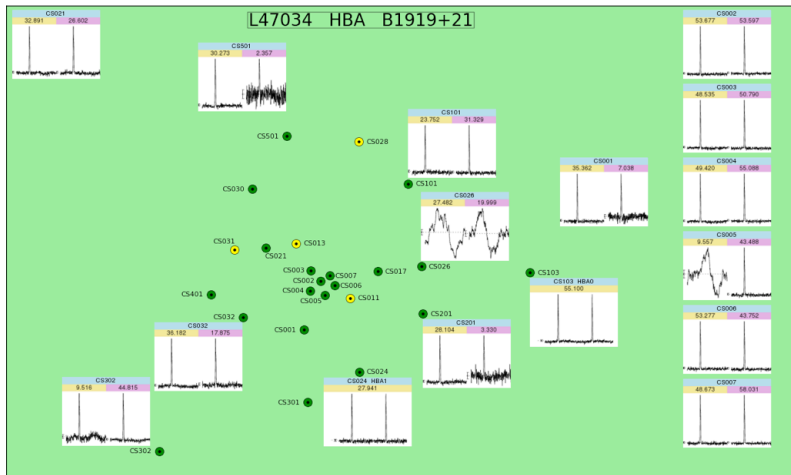 L47034 HBA B1919+21
CS021
32.891 28.602
CS501
30.273 2.357
CS101
23.752 31.329
CS001
35.362 7.038
CS026
27.482 19.999
CS103 HBA0
55.100
CS032
36.182 17.875
CS201
28.104 3.330
CS302
9.516 44.815
CS024 HBA1
27.941
CS002
53.677 53.597
CS003
48.535 50.790
CS004
49.420 55.088
CS005
9.557 43.488
CS006
53.277 43.752
CS007
48.673 58.031
CS501
CS028
CS030
CS101
CS031
CS013
CS021
CS003
CS007
CS017
CS026
CS103
CS002
CS006
CS004
CS005
CS011
CS401
CS032
CS201
CS001
CS024
CS301
CS302